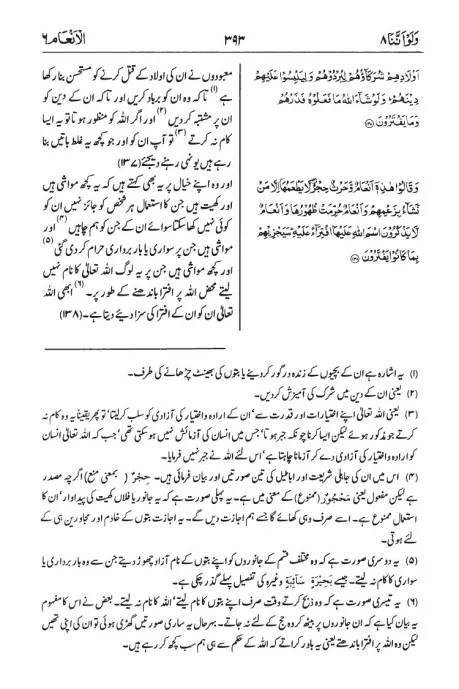 الانعام ۶
۳۹۳
ولو اننا ۸
اَوْلَادِهِمْ شُرَكَاؤُهُمْ لِيُرْدُوْهُمْ وَلِيَلْبِسُوْا عَلَيْهِمْ
دِيْنَهُمْ ۭ وَلَوْ شَاۗءَ اللّٰهُ مَا فَعَلُوْهُ فَذَرْهُمْ
وَمَا يَفْتَرُوْنَ
وَقَالُوْا هٰذِهٖٓ اَنْعَامٌ وَّحَرْثٌ حِجْرٌ لَّا يَطْعَمُهَآ اِلَّا مَنْ
نَّشَاۗءُ بِزَعْمِهِمْ وَاَنْعَامٌ حُرِّمَتْ ظُهُوْرُهَا وَاَنْعَامٌ
لَّا يَذْكُرُوْنَ اسْمَ اللّٰهِ عَلَيْهَا افْتِرَاۗءً عَلَيْهِ ۭ سَيَجْزِيْهِمْ
بِمَا كَانُوْا يَفْتَرُوْنَ
معبودوں نے ان کی اولاد کے قتل کرنے کو مستحسن بنا رکھا
ہے (۱) تاکہ وہ ان کو برباد کریں اور تاکہ ان کے دین کو
ان پر مشتبہ کر دیں (۲) اور اگر اللہ کو منظور ہوتا تو یہ ایسا
کام نہ کرتے (۳) تو آپ ان کو اور جو کچھ یہ غلط باتیں بنا
رہے ہیں یونہی رہنے دیجئے (۱۳۷)
اور وہ اپنے خیال پر یہ بھی کہتے ہیں کہ یہ کچھ مواشی ہیں
اور کھیت ہیں جن کا استعمال ہر شخص کو جائز نہیں ان کو
کوئی نہیں کھا سکتا سوائے ان کے جن کو ہم چاہیں (۴) اور
مواشی ہیں جن پر سواری یا بار برداری حرام کر دی گئی (۵)
اور کچھ مواشی ہیں جن پر یہ لوگ اللہ تعالیٰ کا نام نہیں
لیتے محض اللہ پر افترا باندھنے کے طور پر۔ (۶) ابھی اللہ
تعالیٰ ان کو ان کے افترا کی سزا دیئے دیتا ہے۔ (۱۳۸)
(۱) یہ اشارہ ہے ان کے بچیوں کے زندہ درگور کر دینے یا بتوں کی بھینٹ چڑھانے کی طرف۔
(۲) یعنی ان کے دین میں شرک کی آمیزش کر دیں۔
(۳) یعنی اللہ تعالیٰ اپنے اختیارات اور قدرت سے ' ان کے ارادہ و اختیار کی آزادی کو سلب کر لیتا ' تو پھر یقیناً یہ وہ کام نہ
کرتے جو مذکور ہوئے لیکن ایسا کرنا چونکہ جبر ہوتا ' جس میں انسان کی آزمائش نہیں ہو سکتی تھی ' جب کہ اللہ تعالیٰ انسان
کو ارادہ و اختیار کی آزادی دے کر آزمانا چاہتا ہے ' اس لئے اللہ نے جبر نہیں فرمایا۔
(۴) اس میں ان کی جاہلی شریعت اور اباطیل کی تین صورتیں اور بیان فرمائی ہیں۔ حِجْرٌ (بمعنی منع) اگرچہ مصدر
ہے لیکن مفعول یعنی مَحْجُوْرٌ (ممنوع) کے معنی میں ہے۔ یہ پہلی صورت ہے کہ یہ جانور یا فلاں کھیت کی پیداوار ' ان کا
استعمال ممنوع ہے۔ اسے صرف وہی کھائے گا جسے ہم اجازت دیں گے۔ یہ اجازت بتوں کے خادم اور مجاورین ہی کے
لئے ہوتی۔
(۵) یہ دوسری صورت ہے کہ وہ مختلف قسم کے جانوروں کو اپنے بتوں کے نام آزاد چھوڑ دیتے جن سے وہ بار برداری یا
سواری کا کام نہ لیتے۔ جیسے بَحِيْرَة سَآئِبَة وغیرہ کی تفصیل پہلے گذر چکی ہے۔
(۶) یہ تیسری صورت ہے کہ وہ ذبح کرتے وقت صرف اپنے بتوں کا نام لیتے ' اللہ کا نام نہ لیتے۔ بعض نے اس کا مفہوم
یہ بیان کیا ہے کہ ان جانوروں پر بیٹھ کر وہ حج کے لئے نہ جاتے۔ بہرحال یہ ساری صورتیں گھڑی ہوئی تو ان کی اپنی تھیں
لیکن وہ اللہ پر افترا باندھتے یعنی یہ باور کراتے کہ اللہ کے حکم سے ہی ہم سب کچھ کر رہے ہیں۔